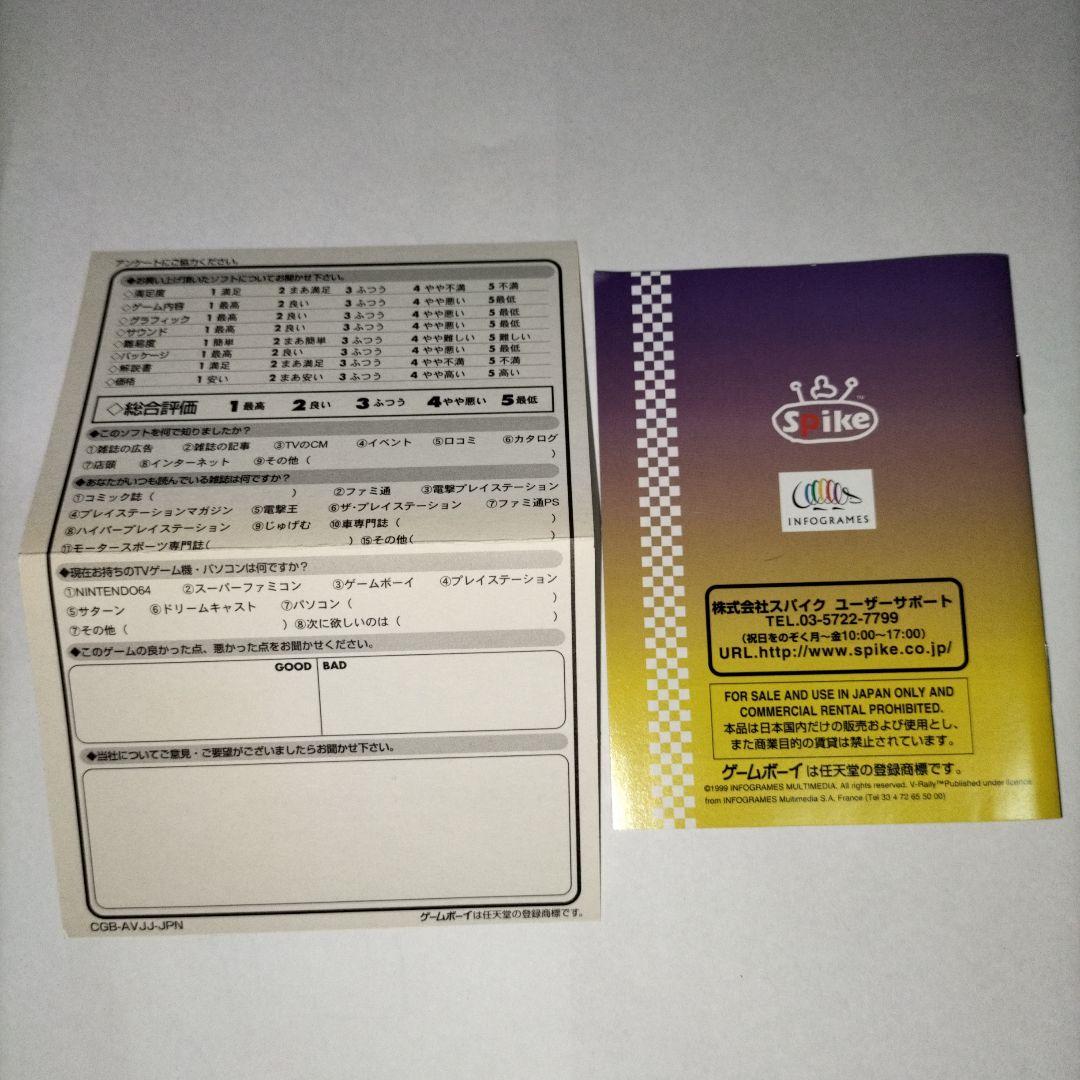 アンケートにご協力ください。
◆お買い上げ頂いたソフトについてお聞かせ下さい。
◇満足度 1 満足 2 まあ満足 3 ふつう 4 やや不満 5 不満
◇ゲーム内容 1 最高 2 良い 3 ふつう 4 やや悪い 5 最低
◇グラフィック 1 最高 2 良い 3 ふつう 4 やや悪い 5 最低
◇サウンド 1 最高 2 良い 3 ふつう 4 やや悪い 5 最低
◇難易度 1 簡単 2 まあ簡単 3 ふつう 4 やや難しい 5 難しい
◇パッケージ 1 最高 2 良い 3 ふつう 4 やや悪い 5 最低
◇解説書 1 満足 2 まあ満足 3 ふつう 4 やや不満 5 不満
◇価格 1 安い 2 まあ安い 3 ふつう 4 やや高い 5 高い
◇総合評価 1 最高 2 良い 3 ふつう 4 やや悪い 5 最低
◆このソフトを何で知りましたか?
①雑誌の広告 ②雑誌の記事 ③TVのCM ④イベント ⑤口コミ ⑥カタログ
⑦店頭 ⑧インターネット ⑨その他( )
◆あなたがいつも読んでいる雑誌は何ですか?
①コミック誌( ) ②ファミ通 ③電撃プレイステーション
④プレイステーションマガジン ⑤電撃王 ⑥ザ・プレイステーション ⑦ファミ通PS
⑧ハイパープレイステーション ⑨じゅげむ ⑩車専門誌( )
⑪モータースポーツ専門誌( ) ⑮その他( )
◆現在お持ちのTVゲーム機・パソコンは何ですか?
①NINTENDO64 ②スーパーファミコン ③ゲームボーイ ④プレイステーション
⑤サターン ⑥ドリームキャスト ⑦パソコン( )
⑦その他( ) ⑧次に欲しいのは( )
◆このゲームの良かった点、悪かった点をお聞かせください。
GOOD BAD
◆当社についてご意見・ご要望がございましたらお聞かせ下さい。
CGB-AVJJ-JPN
ゲームボーイは任天堂の登録商標です。
Spike™
INFOGRAMES
株式会社スパイク ユーザーサポート
TEL.03-5722-7799
(祝日をのぞく月〜金10:00〜17:00)
URL.http://www.spike.co.jp/
FOR SALE AND USE IN JAPAN ONLY AND
COMMERCIAL RENTAL PROHIBITED.
本品は日本国内だけの販売および使用とし、
また商業目的の賃貸は禁止されています。
ゲームボーイは任天堂の登録商標です。
©1999 INFOGRAMES MULTIMEDIA. All rights reserved. V-Rally™Published under licence
from INFOGRAMES Multimedia S.A. France (Tel 33 4 72 65 50 00)